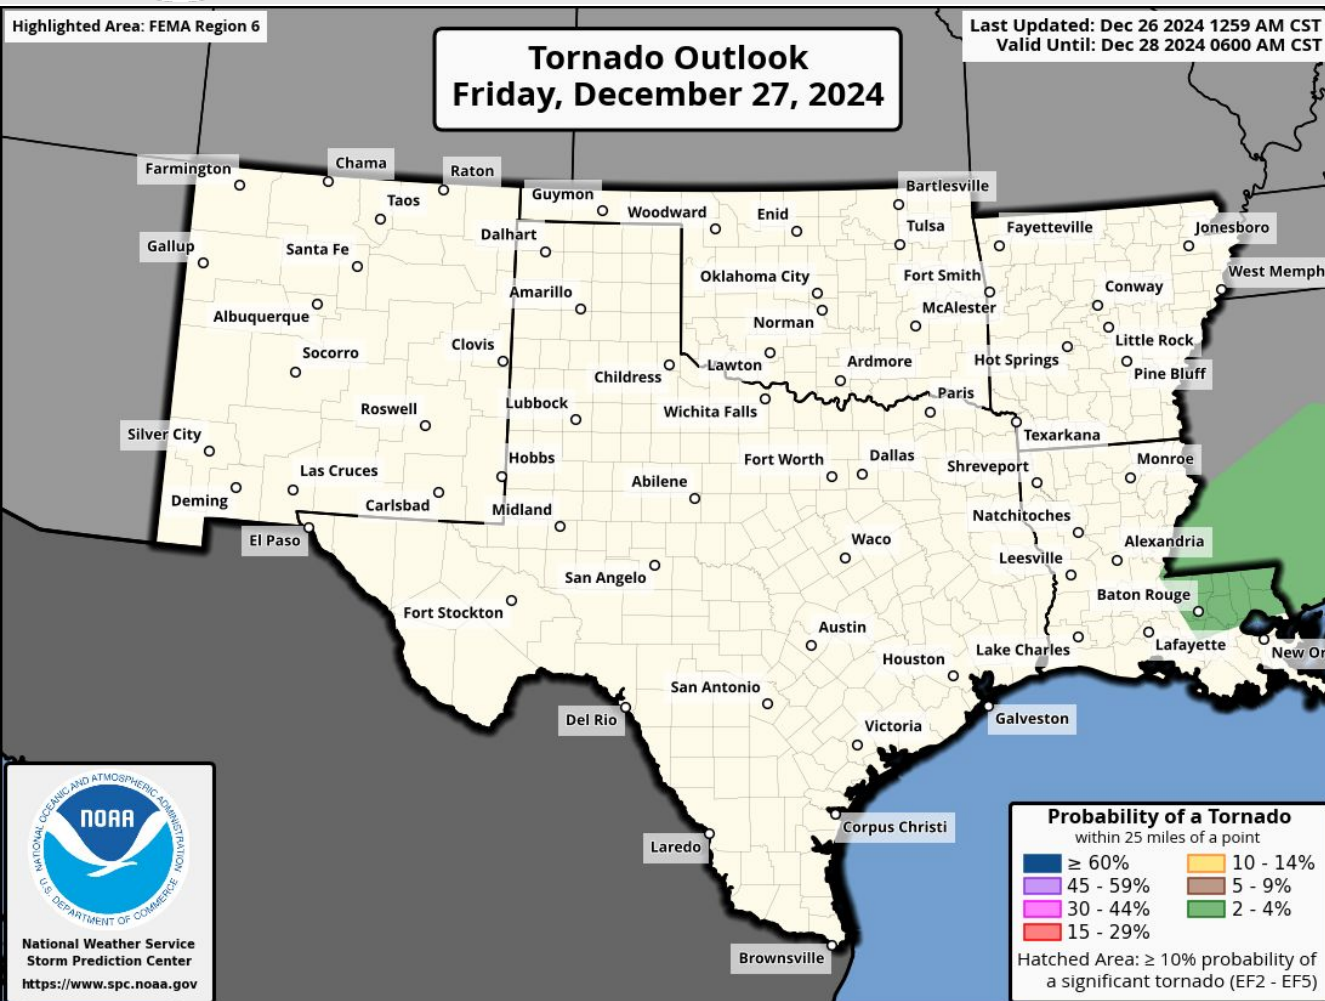 Highlighted Area: FEMA Region 6
Last Updated: Dec 26 2024 1259 AM CST
Valid Until: Dec 28 2024 0600 AM CST
Tornado Outlook
Friday, December 27, 2024
Farmington
Chama
Raton
Taos
Guymon
Woodward
Enid
Bartlesville
Tulsa
Fayetteville
Jonesboro
Gallup
Santa Fe
Dalhart
Oklahoma City
Fort Smith
Conway
West Memph
Albuquerque
Amarillo
Norman
McAlester
Little Rock
Socorro
Clovis
Childress
Lawton
Ardmore
Hot Springs
Pine Bluff
Roswell
Lubbock
Wichita Falls
Paris
Texarkana
Silver City
Las Cruces
Hobbs
Abilene
Fort Worth
Dallas
Shreveport
Monroe
Deming
Carlsbad
Midland
Natchitoches
El Paso
San Angelo
Waco
Leesville
Alexandria
Fort Stockton
Austin
Baton Rouge
Houston
Lake Charles
Lafayette
New Or
Del Rio
San Antonio
Victoria
Galveston
Laredo
Corpus Christi
Brownsville
NATIONAL OCEANIC AND ATMOSPHERIC ADMINISTRATION
NOAA
U.S. DEPARTMENT OF COMMERCE
National Weather Service
Storm Prediction Center
https://www.spc.noaa.gov
Probability of a Tornado
within 25 miles of a point
≥ 60%
45 - 59%
30 - 44%
15 - 29%
10 - 14%
5 - 9%
2 - 4%
Hatched Area: ≥ 10% probability of
a significant tornado (EF2 - EF5)